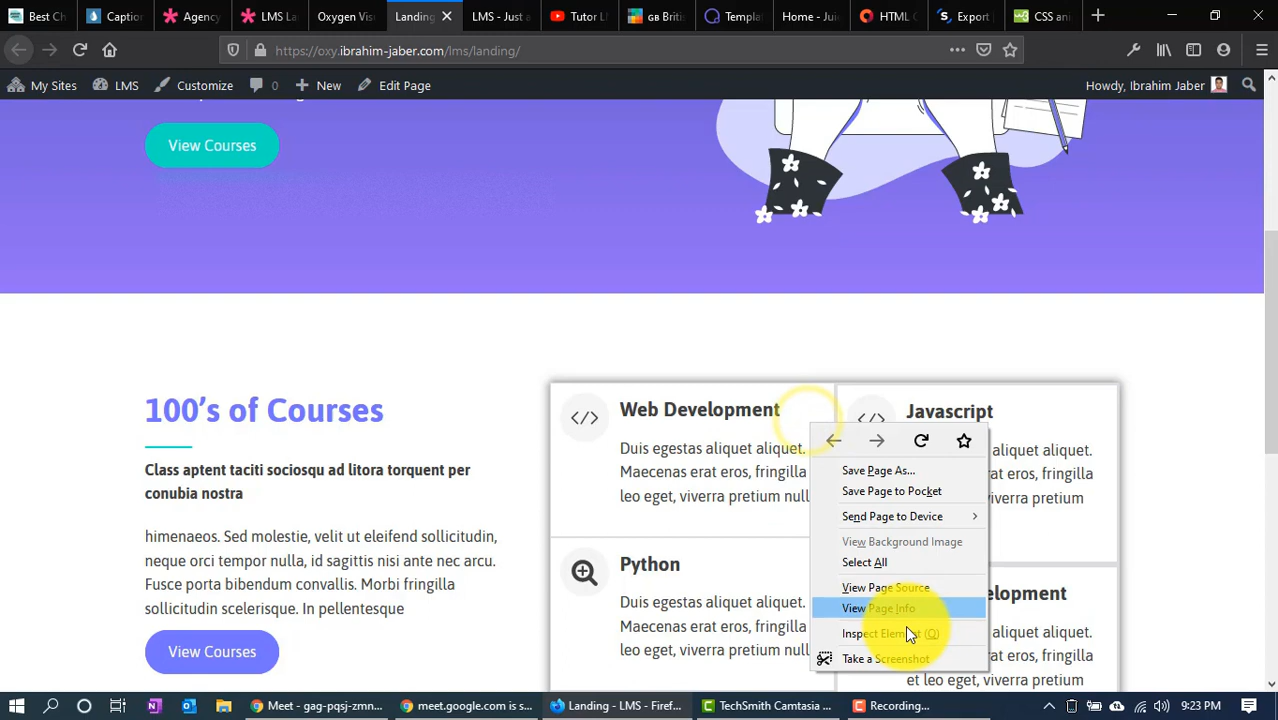 Best Ch
Captio
Agency
LMS La
Oxygen Vis
Landing
LMS - Just a
Tutor L
GB Briti
Templa
Home - Ju
HTML C
Export
CSS an
https://oxy.ibrahim-jaber.com/lms/landing/
My Sites
LMS
Customize
0
New
Edit Page
Howdy, Ibrahim Jaber
View Courses
100's of Courses
Class aptent taciti sociosqu ad litora torquent per
conubia nostra
himenaeos. Sed molestie, velit ut eleifend sollicitudin,
neque orci tempor nulla, id sagittis nisi ante nec arcu.
Fusce porta bibendum convallis. Morbi fringilla
sollicitudin scelerisque. In pellentesque
View Courses
Web Development
Duis egestas aliquet aliquet.
Maecenas erat eros, fringilla
leo eget, viverra pretium null
Javascript
aliquet aliquet.
erat eros, fringilla
viverra pretium
Python
Duis egestas aliquet aliquet.
Maecenas erat eros, fringilla
leo eget, viverra pretium
elopment
s aliquet aliquet.
erat eros, fringilla
et leo eget, viverra pretium
Save Page As...
Save Page to Pocket
Send Page to Device
View Background Image
Select All
View Page Source
View Page Info
Inspect Element (Q)
Take a Screenshot
Meet - gag-pqsj-zmn...
meet.google.com is s...
Landing - LMS - Firef...
TechSmith Camtasia ...
Recording...
9:23 PM